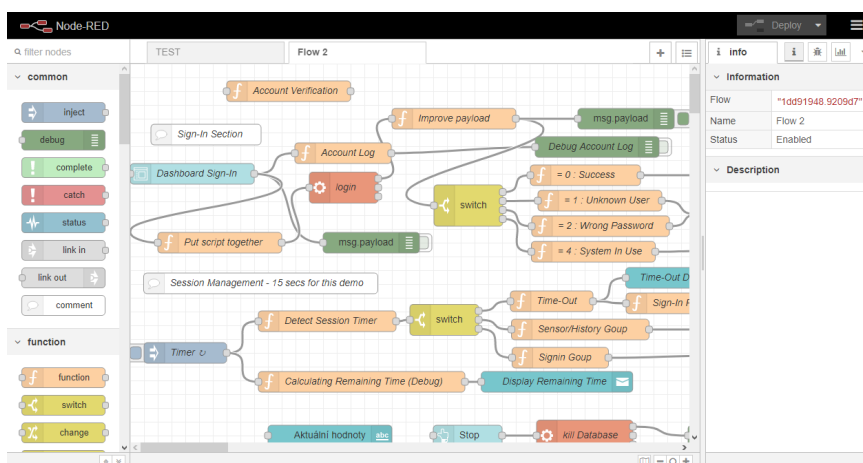 Node-RED
Deploy
filter nodes
TEST
Flow 2
info
common
Information
Flow
"1dd91948.9209d7"
Name
Flow 2
Status
Enabled
Description
inject
debug
complete
catch
status
link in
link out
comment
function
function
switch
change
Account Verification
Improve payload
msg.payload
Sign-In Section
Account Log
Debug Account Log
Dashboard Sign-In
login
switch
= 0 : Success
= 1 : Unknown User
= 2 : Wrong Password
= 4 : System In Use
Put script together
msg.payload
Session Management - 15 secs for this demo
Time-Out D
Time-Out
Sign-In
Detect Session Timer
switch
Sensor/History Goup
Timer ↻
Signin Goup
Calculating Remaining Time (Debug)
Display Remaining Time
Aktuální hodnoty
abc
Stop
kill Database